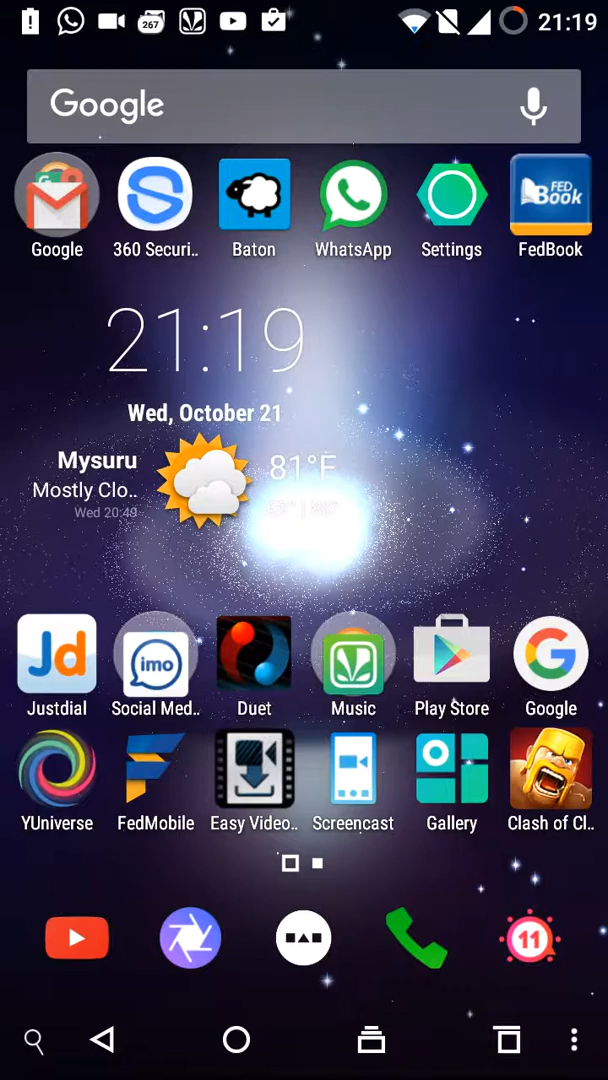 267
21:19
Google
Google
360 Securi..
Baton
WhatsApp
Settings
FED
Book
FedBook
21:19
Wed, October 21
Mysuru
81°F
Mostly Clo..
Wed 20:49
Jd
imo
Justdial
Social Med..
Duet
Music
Play Store
Google
YUniverse
FedMobile
Easy Video..
Screencast
Gallery
Clash of Cl..
11